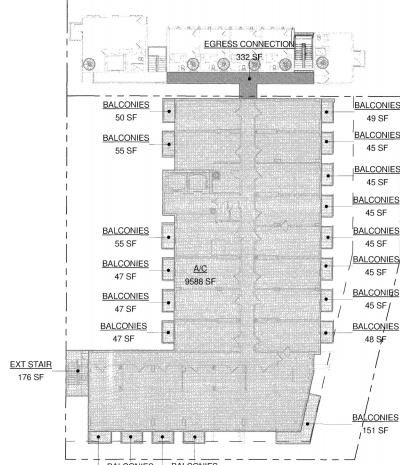 EGRESS CONNECTION
332 SF
BALCONIES
50 SF
BALCONIES
49 SF
BALCONIES
55 SF
BALCONIES
45 SF
BALCONIES
45 SF
BALCONIES
45 SF
BALCONIES
55 SF
BALCONIES
45 SF
BALCONIES
47 SF
A/C
9588 SF
BALCONIES
45 SF
BALCONIES
47 SF
BALCONIES
45 SF
BALCONIES
47 SF
BALCONIES
48 SF
EXT STAIR
176 SF
BALCONIES
151 SF
BALCONIES BALCONIES